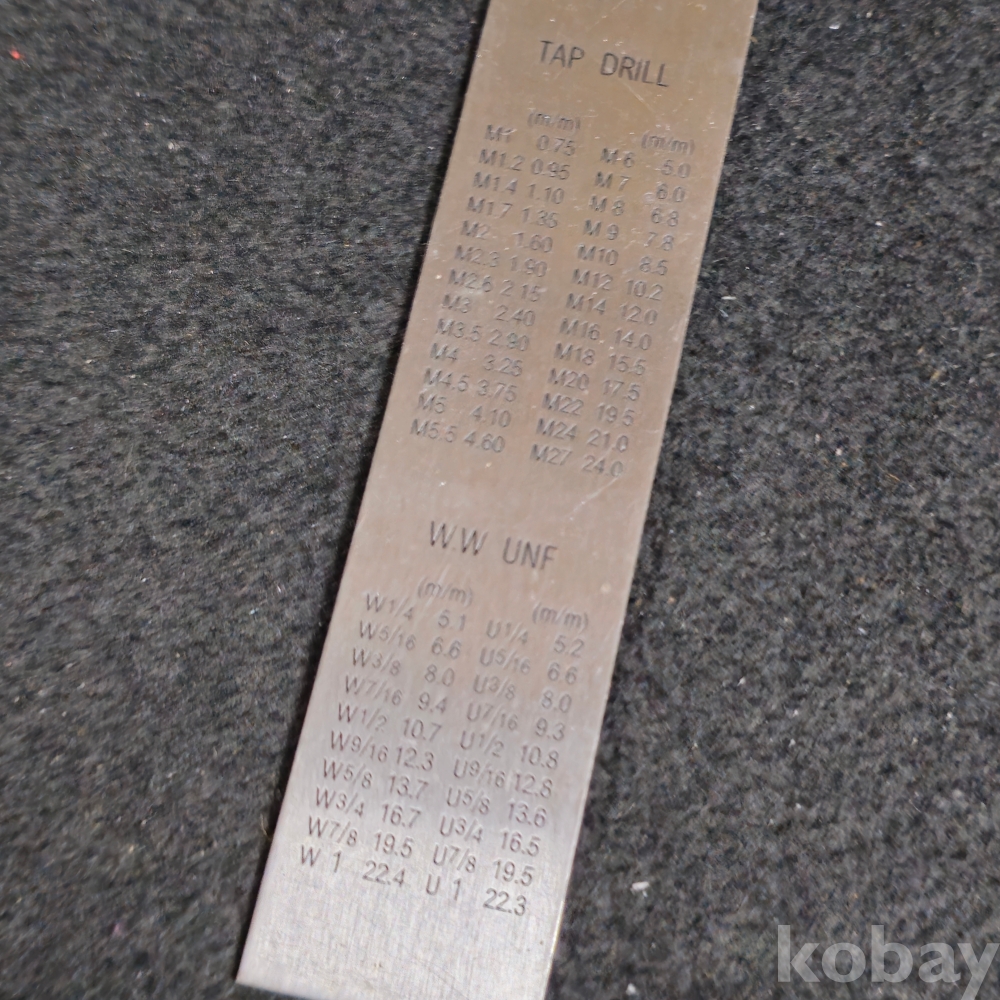 TAP DRILL
(m/m) (m/m)
M1 0.75 M 6 5.0
M1.2 0.95 M 7 6.0
M1.4 1.10 M 8 6.8
M1.7 1.35 M 9 7.8
M2 1.60 M10 8.5
M2.3 1.90 M12 10.2
M2.6 2.15 M14 12.0
M3 2.40 M16 14.0
M3.5 2.90 M18 15.5
M4 3.25 M20 17.5
M4.5 3.75 M22 19.5
M5 4.10 M24 21.0
M5.5 4.60 M27 24.0
W.W UNF
(m/m) (m/m)
W1/4 5.1 U1/4 5.2
W5/16 6.6 U5/16 6.6
W3/8 8.0 U3/8 8.0
W7/16 9.4 U7/16 9.3
W1/2 10.7 U1/2 10.8
W9/16 12.3 U9/16 12.8
W5/8 13.7 U5/8 13.6
W3/4 16.7 U3/4 16.5
W7/8 19.5 U7/8 19.5
W 1 22.4 U 1 22.3
kobay